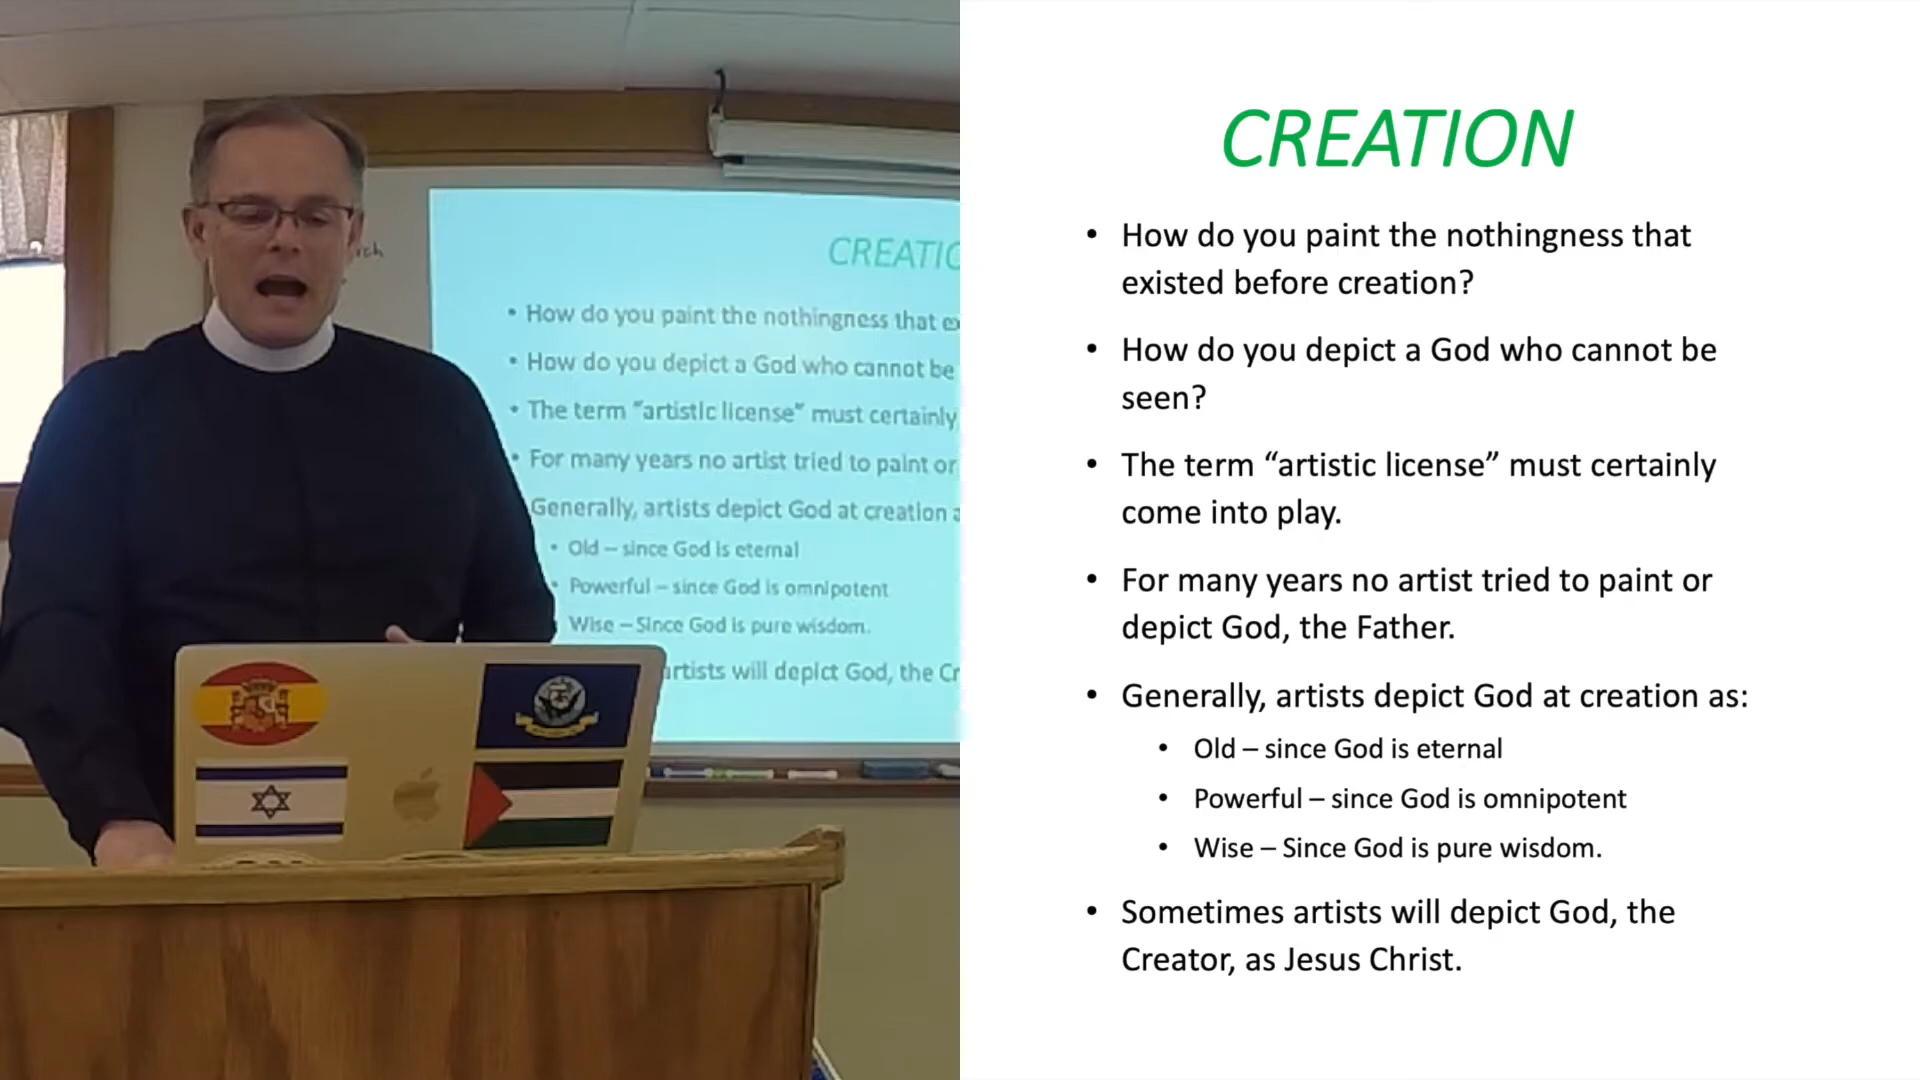 CREATIO
• How do you paint the nothingness that
• How do you depict a God who cannot be
• The term “artistic license” must certainly
• For many years no artist tried to paint or
Generally, artists depict God at creation
• Old – since God is eternal
• Powerful – since God is omnipotent
Wise – Since God is pure wisdom.
artists will depict God, the Cr
CREATION
• How do you paint the nothingness that
existed before creation?
• How do you depict a God who cannot be
seen?
• The term “artistic license” must certainly
come into play.
• For many years no artist tried to paint or
depict God, the Father.
• Generally, artists depict God at creation as:
• Old – since God is eternal
• Powerful – since God is omnipotent
• Wise – Since God is pure wisdom.
• Sometimes artists will depict God, the
Creator, as Jesus Christ.